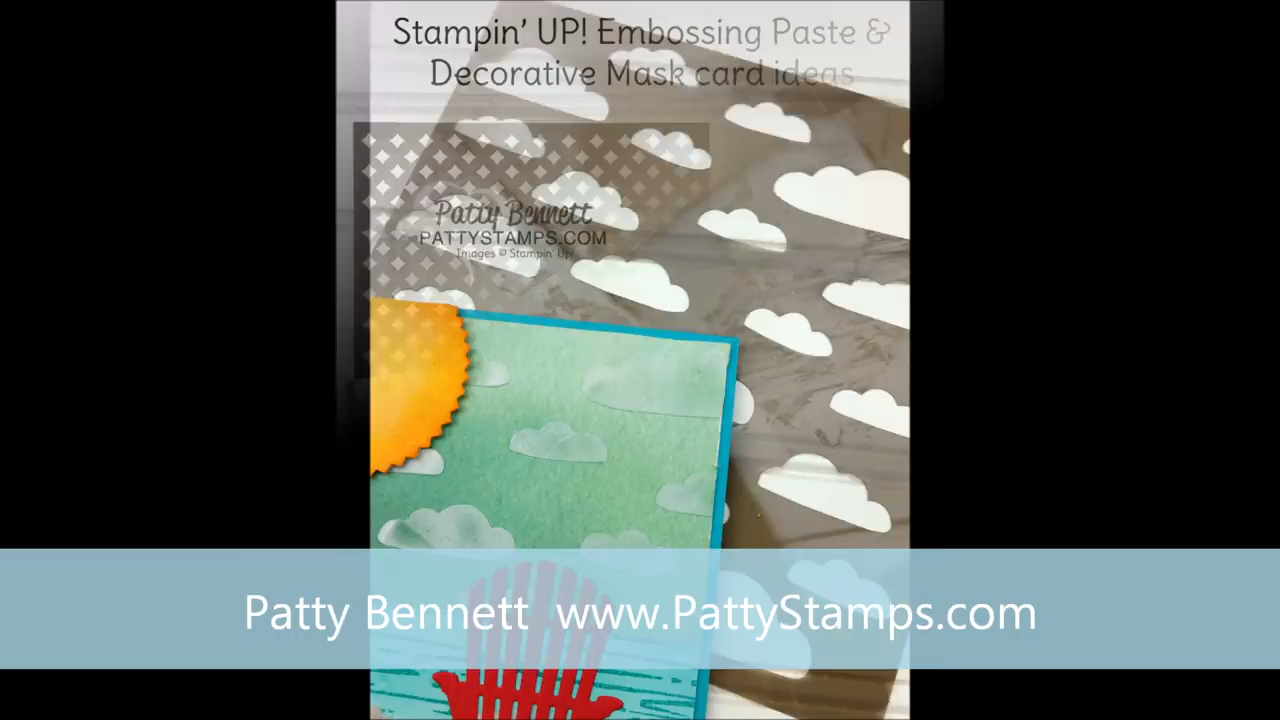 Stampin' UP! Embossing Paste &
Decorative Mask card ideas
Patty Bennett
PATTYSTAMPS.COM
Images © Stampin' Up!
Patty Bennett www.PattyStamps.com